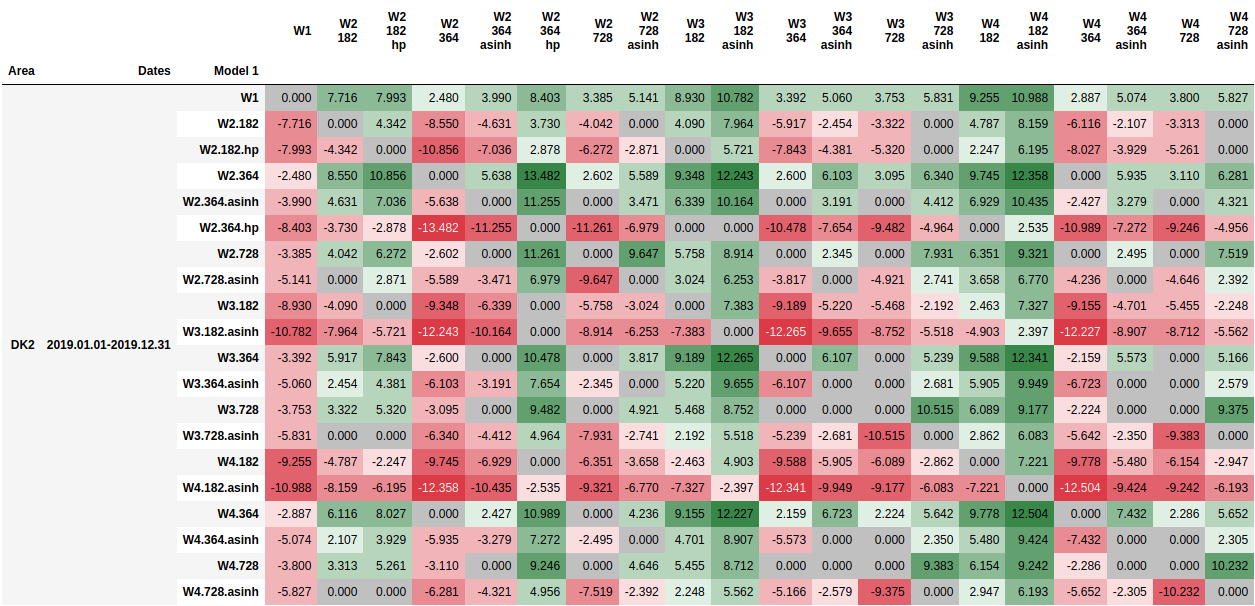 W1 W2 182 W2 182 hp W2 364 W2 364 asinh W2 364 hp W2 728 W2 728 asinh W3 182 W3 182 asinh W3 364 W3 364 asinh W3 728 W3 728 asinh W4 182 W4 182 asinh W4 364 W4 364 asinh W4 728 W4 728 asinh
Area Dates Model 1
W1 0.000 7.716 7.993 2.480 3.990 8.403 3.385 5.141 8.930 10.782 3.392 5.060 3.753 5.831 9.255 10.988 2.887 5.074 3.800 5.827
W2.182 -7.716 0.000 4.342 -8.550 -4.631 3.730 -4.042 0.000 4.090 7.964 -5.917 -2.454 -3.322 0.000 4.787 8.159 -6.116 -2.107 -3.313 0.000
W2.182.hp -7.993 -4.342 0.000 -10.856 -7.036 2.878 -6.272 -2.871 0.000 5.721 -7.843 -4.381 -5.320 0.000 2.247 6.195 -8.027 -3.929 -5.261 0.000
W2.364 -2.480 8.550 10.856 0.000 5.638 13.482 2.602 5.589 9.348 12.243 2.600 6.103 3.095 6.340 9.745 12.358 0.000 5.935 3.110 6.281
W2.364.asinh -3.990 4.631 7.036 -5.638 0.000 11.255 0.000 3.471 6.339 10.164 0.000 3.191 0.000 4.412 6.929 10.435 -2.427 3.279 0.000 4.321
W2.364.hp -8.403 -3.730 -2.878 -13.482 -11.255 0.000 -11.261 -6.979 0.000 0.000 -10.478 -7.654 -9.482 -4.964 0.000 2.535 -10.989 -7.272 -9.246 -4.956
W2.728 -3.385 4.042 6.272 -2.602 0.000 11.261 0.000 9.647 5.758 8.914 0.000 2.345 0.000 7.931 6.351 9.321 0.000 2.495 0.000 7.519
W2.728.asinh -5.141 0.000 2.871 -5.589 -3.471 6.979 -9.647 0.000 3.024 6.253 -3.817 0.000 -4.921 2.741 3.658 6.770 -4.236 0.000 -4.646 2.392
W3.182 -8.930 -4.090 0.000 -9.348 -6.339 0.000 -5.758 -3.024 0.000 7.383 -9.189 -5.220 -5.468 -2.192 2.463 7.327 -9.155 -4.701 -5.455 -2.248
W3.182.asinh -10.782 -7.964 -5.721 -12.243 -10.164 0.000 -8.914 -6.253 -7.383 0.000 -12.265 -9.655 -8.752 -5.518 -4.903 2.397 -12.227 -8.907 -8.712 -5.562
DK2 2019.01.01-2019.12.31
W3.364 -3.392 5.917 7.843 -2.600 0.000 10.478 0.000 3.817 9.189 12.265 0.000 6.107 0.000 5.239 9.588 12.341 -2.159 5.573 0.000 5.166
W3.364.asinh -5.060 2.454 4.381 -6.103 -3.191 7.654 -2.345 0.000 5.220 9.655 -6.107 0.000 0.000 2.681 5.905 9.949 -6.723 0.000 0.000 2.579
W3.728 -3.753 3.322 5.320 -3.095 0.000 9.482 0.000 4.921 5.468 8.752 0.000 0.000 0.000 10.515 6.089 9.177 -2.224 0.000 0.000 9.375
W3.728.asinh -5.831 0.000 0.000 -6.340 -4.412 4.964 -7.931 -2.741 2.192 5.518 -5.239 -2.681 -10.515 0.000 2.862 6.083 -5.642 -2.350 -9.383 0.000
W4.182 -9.255 -4.787 -2.247 -9.745 -6.929 0.000 -6.351 -3.658 -2.463 4.903 -9.588 -5.905 -6.089 -2.862 0.000 7.221 -9.778 -5.480 -6.154 -2.947
W4.182.asinh -10.988 -8.159 -6.195 -12.358 -10.435 -2.535 -9.321 -6.770 -7.327 -2.397 -12.341 -9.949 -9.177 -6.083 -7.221 0.000 -12.504 -9.424 -9.242 -6.193
W4.364 -2.887 6.116 8.027 0.000 2.427 10.989 0.000 4.236 9.155 12.227 2.159 6.723 2.224 5.642 9.778 12.504 0.000 7.432 2.286 5.652
W4.364.asinh -5.074 2.107 3.929 -5.935 -3.279 7.272 -2.495 0.000 4.701 8.907 -5.573 0.000 0.000 2.350 5.480 9.424 -7.432 0.000 0.000 2.305
W4.728 -3.800 3.313 5.261 -3.110 0.000 9.246 0.000 4.646 5.455 8.712 0.000 0.000 0.000 9.383 6.154 9.242 -2.286 0.000 0.000 10.232
W4.728.asinh -5.827 0.000 0.000 -6.281 -4.321 4.956 -7.519 -2.392 2.248 5.562 -5.166 -2.579 -9.375 0.000 2.947 6.193 -5.652 -2.305 -10.232 0.000